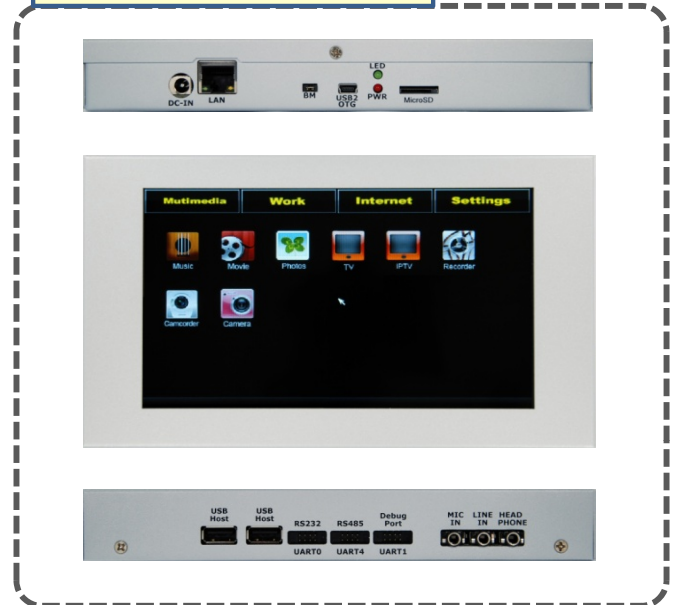 LED
DC-IN
LAN
BM
USB2
OTG
PWR
MicroSD
Mutimedia
Work
Internet
Settings
Music
Movie
Photos
TV
IPTV
Recorder
Camcorder
Camera
USB
Host
USB
Host
RS232
RS485
Debug
Port
MIC
IN
LINE
IN
HEAD
PHONE
UART0
UART4
UART1